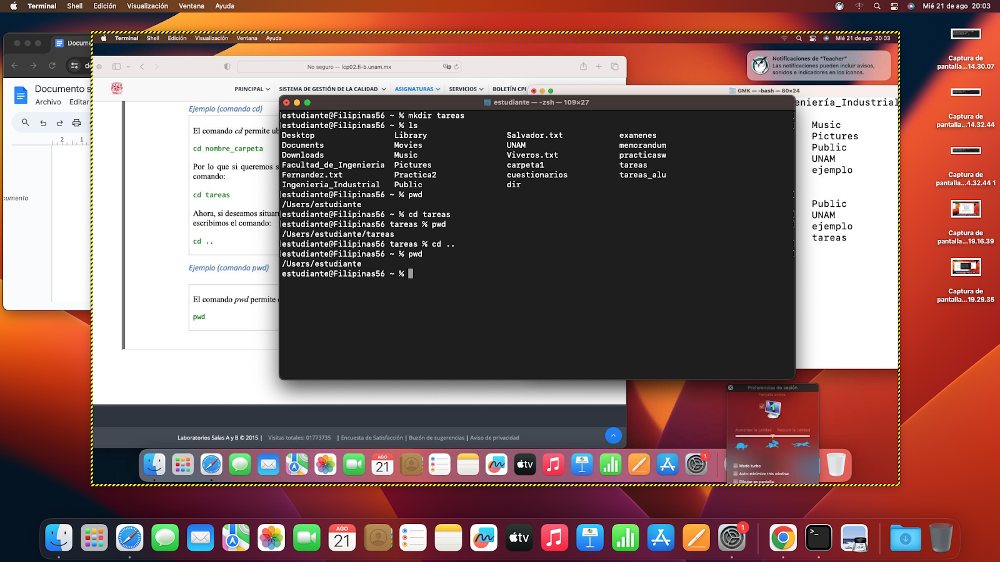 Terminal Shell Edición Visualización Ventana Ayuda
Mié 21 de ago 20:03
Docume
Documento s
Archivo Editar
2 1
cumento
Terminal Shell Edición Visualización Ventana Ayuda
Mié 21 de ago 20:03
No seguro — lcp02.fi-b.unam.mx
PRINCIPAL SISTEMA DE GESTIÓN DE LA CALIDAD ASIGNATURAS SERVICIOS BOLETÍN CPI
Ejemplo (comando cd)
El comando cd permite ub
cd nombre_carpeta
Por lo que si queremos s
comando:
cd tareas
Ahora, si deseamos situar
escribimos el comando:
cd ..
Ejemplo (comando pwd)
El comando pwd permite
pwd
Laboratorios Salas A y B © 2015 | Visitas totales: 01773735 | Encuesta de Satisfacción | Buzón de sugerencias | Aviso de privacidad
Notificaciones de “Teacher”
Las notificaciones pueden incluir avisos,
sonidos e indicadores en los íconos.
GMK — -bash — 80×24
eniería_Industrial
Music
Pictures
Public
UNAM
ejemplo
Public
UNAM
ejemplo
tareas
estudiante — -zsh — 109×27
[estudiante@Filipinas56 ~ % mkdir tareas ]
[estudiante@Filipinas56 ~ % ls ]
Desktop Library Salvador.txt examenes
Documents Movies UNAM memorandum
Downloads Music Viveros.txt practicasw
Facultad_de_Ingenieria Pictures carpeta1 tareas
Fernandez.txt Practica2 cuestionarios tareas_alu
Ingenieria_Industrial Public dir
[estudiante@Filipinas56 ~ % pwd ]
/Users/estudiante
[estudiante@Filipinas56 ~ % cd tareas ]
[estudiante@Filipinas56 tareas % pwd ]
/Users/estudiante/tareas
[estudiante@Filipinas56 tareas % cd .. ]
[estudiante@Filipinas56 ~ % pwd ]
/Users/estudiante
estudiante@Filipinas56 ~ %
Preferencias de sesión
Pantalla activa
1
Aumentar la calidad Reducir la calidad
Modo turbo
Auto-minimize this window
Dibujar en pantalla
AGO
21
tv
1
Captura de
pantalla...14.30.07
Captura de
pantalla...14.32.44
Captura de
pantalla...4.32.44 1
Captura de
pantalla...19.16.39
Captura de
pantalla...19.29.35
AGO
21
tv
1